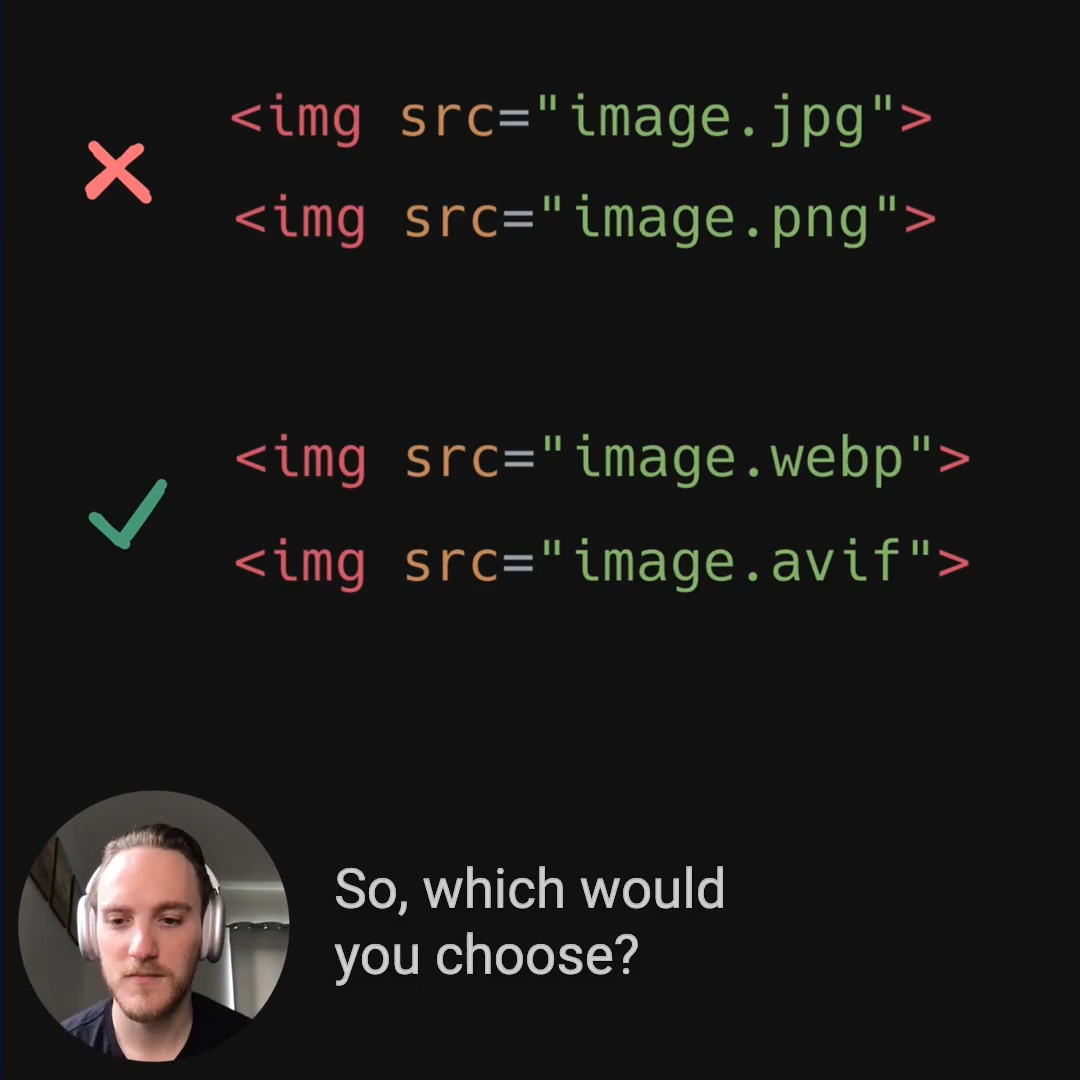 <img src="image.jpg">
<img src="image.png">
<img src="image.webp">
<img src="image.avif">
So, which would
you choose?